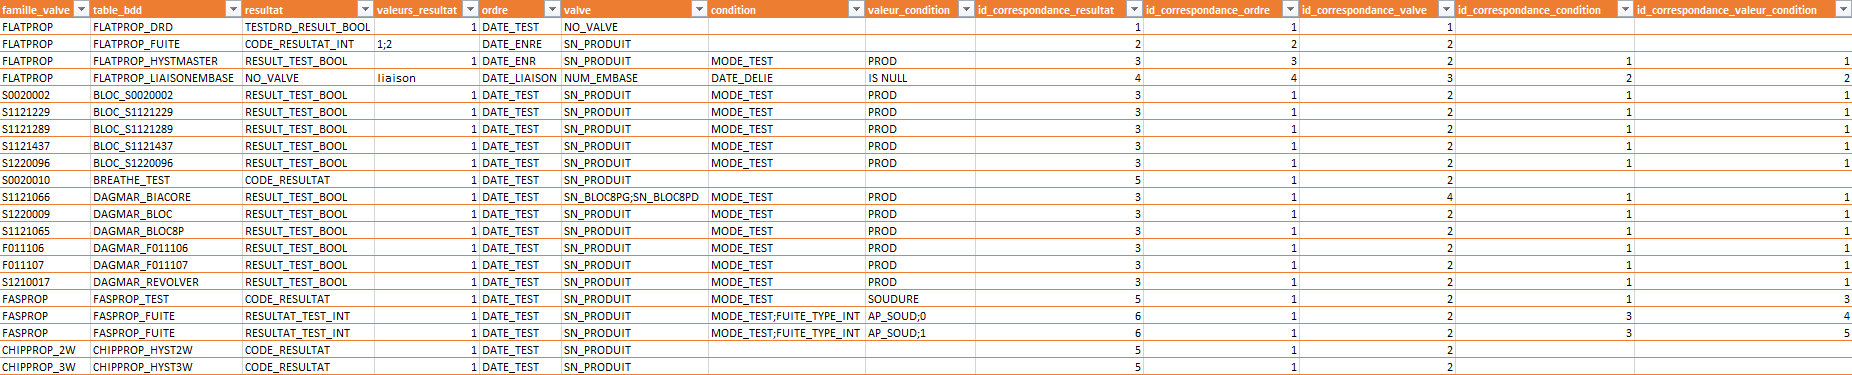 famille_valve table_bdd resultat valeurs_resultat ordre valve condition valeur_condition id_correspondance_resultat id_correspondance_ordre id_correspondance_valve id_correspondance_condition id_correspondance_valeur_condition
FLATPROP FLATPROP_DRD TESTDRD_RESULT_BOOL 1 DATE_TEST NO_VALVE 1 1 1
FLATPROP FLATPROP_FUITE CODE_RESULTAT_INT 1;2 DATE_ENRE SN_PRODUIT 2 2 2
FLATPROP FLATPROP_HYSTMASTER RESULT_TEST_BOOL 1 DATE_ENR SN_PRODUIT MODE_TEST PROD 3 3 2 1 1
FLATPROP FLATPROP_LIAISONEMBASE NO_VALVE liaison DATE_LIAISON NUM_EMBASE DATE_DELIE IS NULL 4 4 3 2 2
S0020002 BLOC_S0020002 RESULT_TEST_BOOL 1 DATE_TEST SN_PRODUIT MODE_TEST PROD 3 1 2 1 1
S1121229 BLOC_S1121229 RESULT_TEST_BOOL 1 DATE_TEST SN_PRODUIT MODE_TEST PROD 3 1 2 1 1
S1121289 BLOC_S1121289 RESULT_TEST_BOOL 1 DATE_TEST SN_PRODUIT MODE_TEST PROD 3 1 2 1 1
S1121437 BLOC_S1121437 RESULT_TEST_BOOL 1 DATE_TEST SN_PRODUIT MODE_TEST PROD 3 1 2 1 1
S1220096 BLOC_S1220096 RESULT_TEST_BOOL 1 DATE_TEST SN_PRODUIT MODE_TEST PROD 3 1 2 1 1
S0020010 BREATHE_TEST CODE_RESULTAT 1 DATE_TEST SN_PRODUIT 5 1 2
S1121066 DAGMAR_BIACORE RESULT_TEST_BOOL 1 DATE_TEST SN_BLOC8PG;SN_BLOC8PD MODE_TEST PROD 3 1 4 1 1
S1220009 DAGMAR_BLOC RESULT_TEST_BOOL 1 DATE_TEST SN_PRODUIT MODE_TEST PROD 3 1 2 1 1
S1121065 DAGMAR_BLOC8P RESULT_TEST_BOOL 1 DATE_TEST SN_PRODUIT MODE_TEST PROD 3 1 2 1 1
F011106 DAGMAR_F011106 RESULT_TEST_BOOL 1 DATE_TEST SN_PRODUIT MODE_TEST PROD 3 1 2 1 1
F011107 DAGMAR_F011107 RESULT_TEST_BOOL 1 DATE_TEST SN_PRODUIT MODE_TEST PROD 3 1 2 1 1
S1210017 DAGMAR_REVOLVER RESULT_TEST_BOOL 1 DATE_TEST SN_PRODUIT MODE_TEST PROD 3 1 2 1 1
FASPROP FASPROP_TEST CODE_RESULTAT 1 DATE_TEST SN_PRODUIT MODE_TEST SOUDURE 5 1 2 1 3
FASPROP FASPROP_FUITE RESULTAT_TEST_INT 1 DATE_TEST SN_PRODUIT MODE_TEST;FUITE_TYPE_INT AP_SOUD;0 6 1 2 3 4
FASPROP FASPROP_FUITE RESULTAT_TEST_INT 1 DATE_TEST SN_PRODUIT MODE_TEST;FUITE_TYPE_INT AP_SOUD;1 6 1 2 3 5
CHIPPROP_2W CHIPPROP_HYST2W CODE_RESULTAT 1 DATE_TEST SN_PRODUIT 5 1 2
CHIPPROP_3W CHIPPROP_HYST3W CODE_RESULTAT 1 DATE_TEST SN_PRODUIT 5 1 2